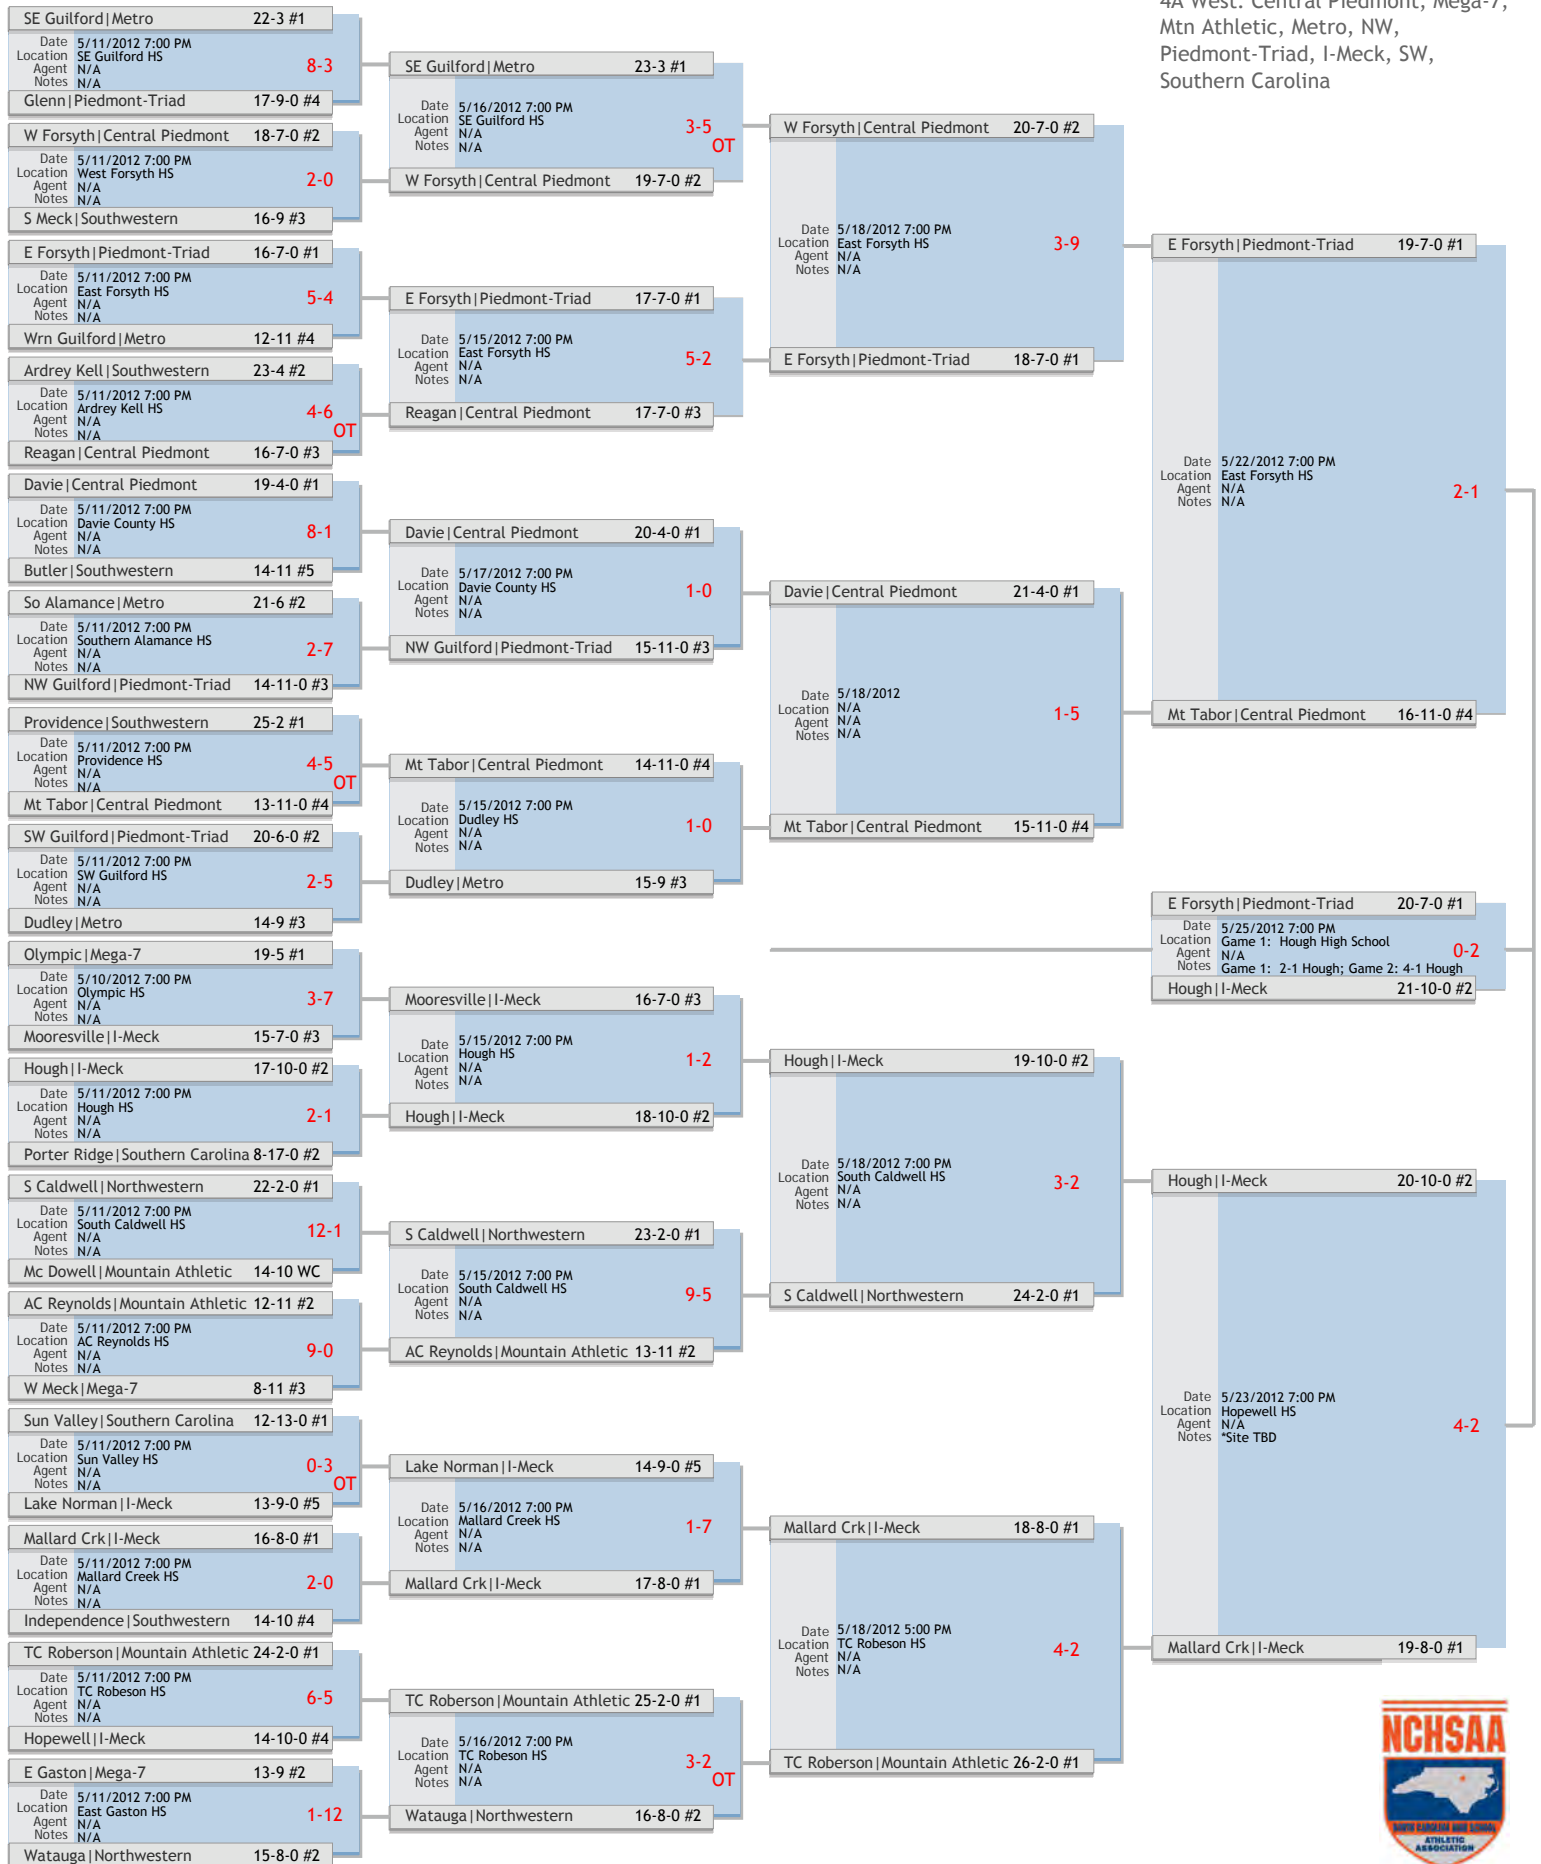 4A West: Central Piedmont, Mega-7,
Mtn Athletic, Metro, NW,
Piedmont-Triad, I-Meck, SW,
Southern Carolina
SE Guilford|Metro 22-3 #1
Date 5/11/2012 7:00 PM
Location SE Guilford HS
Agent N/A
Notes N/A
8-3
Glenn|Piedmont-Triad 17-9-0 #4
W Forsyth|Central Piedmont 18-7-0 #2
Date 5/11/2012 7:00 PM
Location West Forsyth HS
Agent N/A
Notes N/A
2-0
S Meck|Southwestern 16-9 #3
E Forsyth|Piedmont-Triad 16-7-0 #1
Date 5/11/2012 7:00 PM
Location East Forsyth HS
Agent N/A
Notes N/A
5-4
Wrn Guilford|Metro 12-11 #4
Ardrey Kell|Southwestern 23-4 #2
Date 5/11/2012 7:00 PM
Location Ardrey Kell HS
Agent N/A
Notes N/A
4-6
OT
Reagan|Central Piedmont 16-7-0 #3
Davie|Central Piedmont 19-4-0 #1
Date 5/11/2012 7:00 PM
Location Davie County HS
Agent N/A
Notes N/A
8-1
Butler|Southwestern 14-11 #5
So Alamance|Metro 21-6 #2
Date 5/11/2012 7:00 PM
Location Southern Alamance HS
Agent N/A
Notes N/A
2-7
NW Guilford|Piedmont-Triad 14-11-0 #3
Providence|Southwestern 25-2 #1
Date 5/11/2012 7:00 PM
Location Providence HS
Agent N/A
Notes N/A
4-5
OT
Mt Tabor|Central Piedmont 13-11-0 #4
SW Guilford|Piedmont-Triad 20-6-0 #2
Date 5/11/2012 7:00 PM
Location SW Guilford HS
Agent N/A
Notes N/A
2-5
Dudley|Metro 14-9 #3
Olympic|Mega-7 19-5 #1
Date 5/10/2012 7:00 PM
Location Olympic HS
Agent N/A
Notes N/A
3-7
Mooresville|I-Meck 15-7-0 #3
Hough|I-Meck 17-10-0 #2
Date 5/11/2012 7:00 PM
Location Hough HS
Agent N/A
Notes N/A
2-1
Porter Ridge|Southern Carolina 8-17-0 #2
S Caldwell|Northwestern 22-2-0 #1
Date 5/11/2012 7:00 PM
Location South Caldwell HS
Agent N/A
Notes N/A
12-1
Mc Dowell|Mountain Athletic 14-10 WC
AC Reynolds|Mountain Athletic 12-11 #2
Date 5/11/2012 7:00 PM
Location AC Reynolds HS
Agent N/A
Notes N/A
9-0
W Meck|Mega-7 8-11 #3
Sun Valley|Southern Carolina 12-13-0 #1
Date 5/11/2012 7:00 PM
Location Sun Valley HS
Agent N/A
Notes N/A
0-3
OT
Lake Norman|I-Meck 13-9-0 #5
Mallard Crk|I-Meck 16-8-0 #1
Date 5/11/2012 7:00 PM
Location Mallard Creek HS
Agent N/A
Notes N/A
2-0
Independence|Southwestern 14-10 #4
TC Roberson|Mountain Athletic 24-2-0 #1
Date 5/11/2012 7:00 PM
Location TC Robeson HS
Agent N/A
Notes N/A
6-5
Hopewell|I-Meck 14-10-0 #4
E Gaston|Mega-7 13-9 #2
Date 5/11/2012 7:00 PM
Location East Gaston HS
Agent N/A
Notes N/A
1-12
Watauga|Northwestern 15-8-0 #2
SE Guilford|Metro 23-3 #1
Date 5/16/2012 7:00 PM
Location SE Guilford HS
Agent N/A
Notes N/A
3-5
OT
W Forsyth|Central Piedmont 19-7-0 #2
E Forsyth|Piedmont-Triad 17-7-0 #1
Date 5/15/2012 7:00 PM
Location East Forsyth HS
Agent N/A
Notes N/A
5-2
Reagan|Central Piedmont 17-7-0 #3
Davie|Central Piedmont 20-4-0 #1
Date 5/17/2012 7:00 PM
Location Davie County HS
Agent N/A
Notes N/A
1-0
NW Guilford|Piedmont-Triad 15-11-0 #3
Mt Tabor|Central Piedmont 14-11-0 #4
Date 5/15/2012 7:00 PM
Location Dudley HS
Agent N/A
Notes N/A
1-0
Dudley|Metro 15-9 #3
Mooresville|I-Meck 16-7-0 #3
Date 5/15/2012 7:00 PM
Location Hough HS
Agent N/A
Notes N/A
1-2
Hough|I-Meck 18-10-0 #2
S Caldwell|Northwestern 23-2-0 #1
Date 5/15/2012 7:00 PM
Location South Caldwell HS
Agent N/A
Notes N/A
9-5
AC Reynolds|Mountain Athletic 13-11 #2
Lake Norman|I-Meck 14-9-0 #5
Date 5/16/2012 7:00 PM
Location Mallard Creek HS
Agent N/A
Notes N/A
1-7
Mallard Crk|I-Meck 17-8-0 #1
TC Roberson|Mountain Athletic 25-2-0 #1
Date 5/16/2012 7:00 PM
Location TC Robeson HS
Agent N/A
Notes N/A
3-2
OT
Watauga|Northwestern 16-8-0 #2
W Forsyth|Central Piedmont 20-7-0 #2
Date 5/18/2012 7:00 PM
Location East Forsyth HS
Agent N/A
Notes N/A
3-9
E Forsyth|Piedmont-Triad 18-7-0 #1
Davie|Central Piedmont 21-4-0 #1
Date 5/18/2012
Location N/A
Agent N/A
Notes N/A
1-5
Mt Tabor|Central Piedmont 15-11-0 #4
Hough|I-Meck 19-10-0 #2
Date 5/18/2012 7:00 PM
Location South Caldwell HS
Agent N/A
Notes N/A
3-2
S Caldwell|Northwestern 24-2-0 #1
Mallard Crk|I-Meck 18-8-0 #1
Date 5/18/2012 5:00 PM
Location TC Robeson HS
Agent N/A
Notes N/A
4-2
TC Roberson|Mountain Athletic 26-2-0 #1
E Forsyth|Piedmont-Triad 19-7-0 #1
Date 5/22/2012 7:00 PM
Location East Forsyth HS
Agent N/A
Notes N/A
2-1
Mt Tabor|Central Piedmont 16-11-0 #4
E Forsyth|Piedmont-Triad 20-7-0 #1
Date 5/25/2012 7:00 PM
Location Game 1: Hough High School
Agent N/A
Notes Game 1: 2-1 Hough; Game 2: 4-1 Hough
0-2
Hough|I-Meck 21-10-0 #2
Hough|I-Meck 20-10-0 #2
Date 5/23/2012 7:00 PM
Location Hopewell HS
Agent N/A
Notes *Site TBD
4-2
Mallard Crk|I-Meck 19-8-0 #1
NCHSAA
NORTH CAROLINA HIGH SCHOOL
ATHLETIC
ASSOCIATION